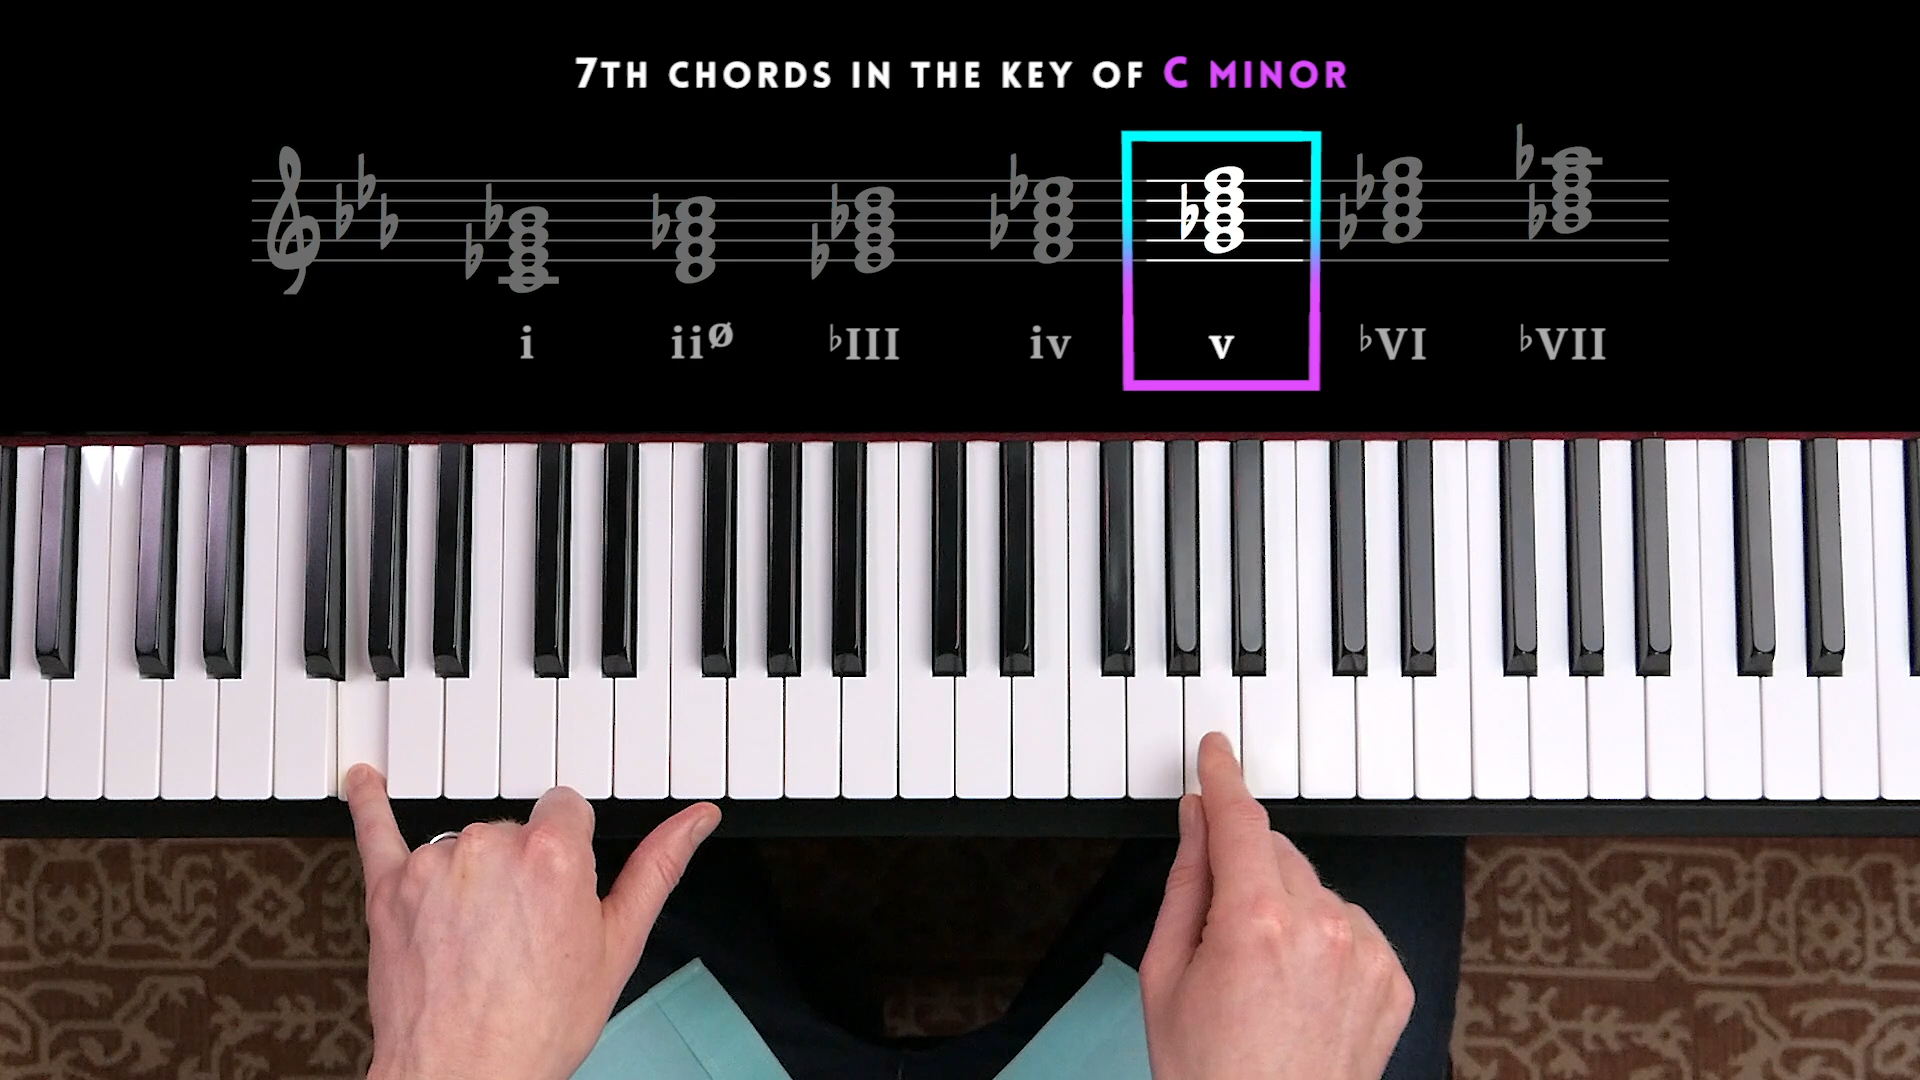 7TH CHORDS IN THE KEY OF C MINOR
i iiø ♭III iv v ♭VI ♭VII